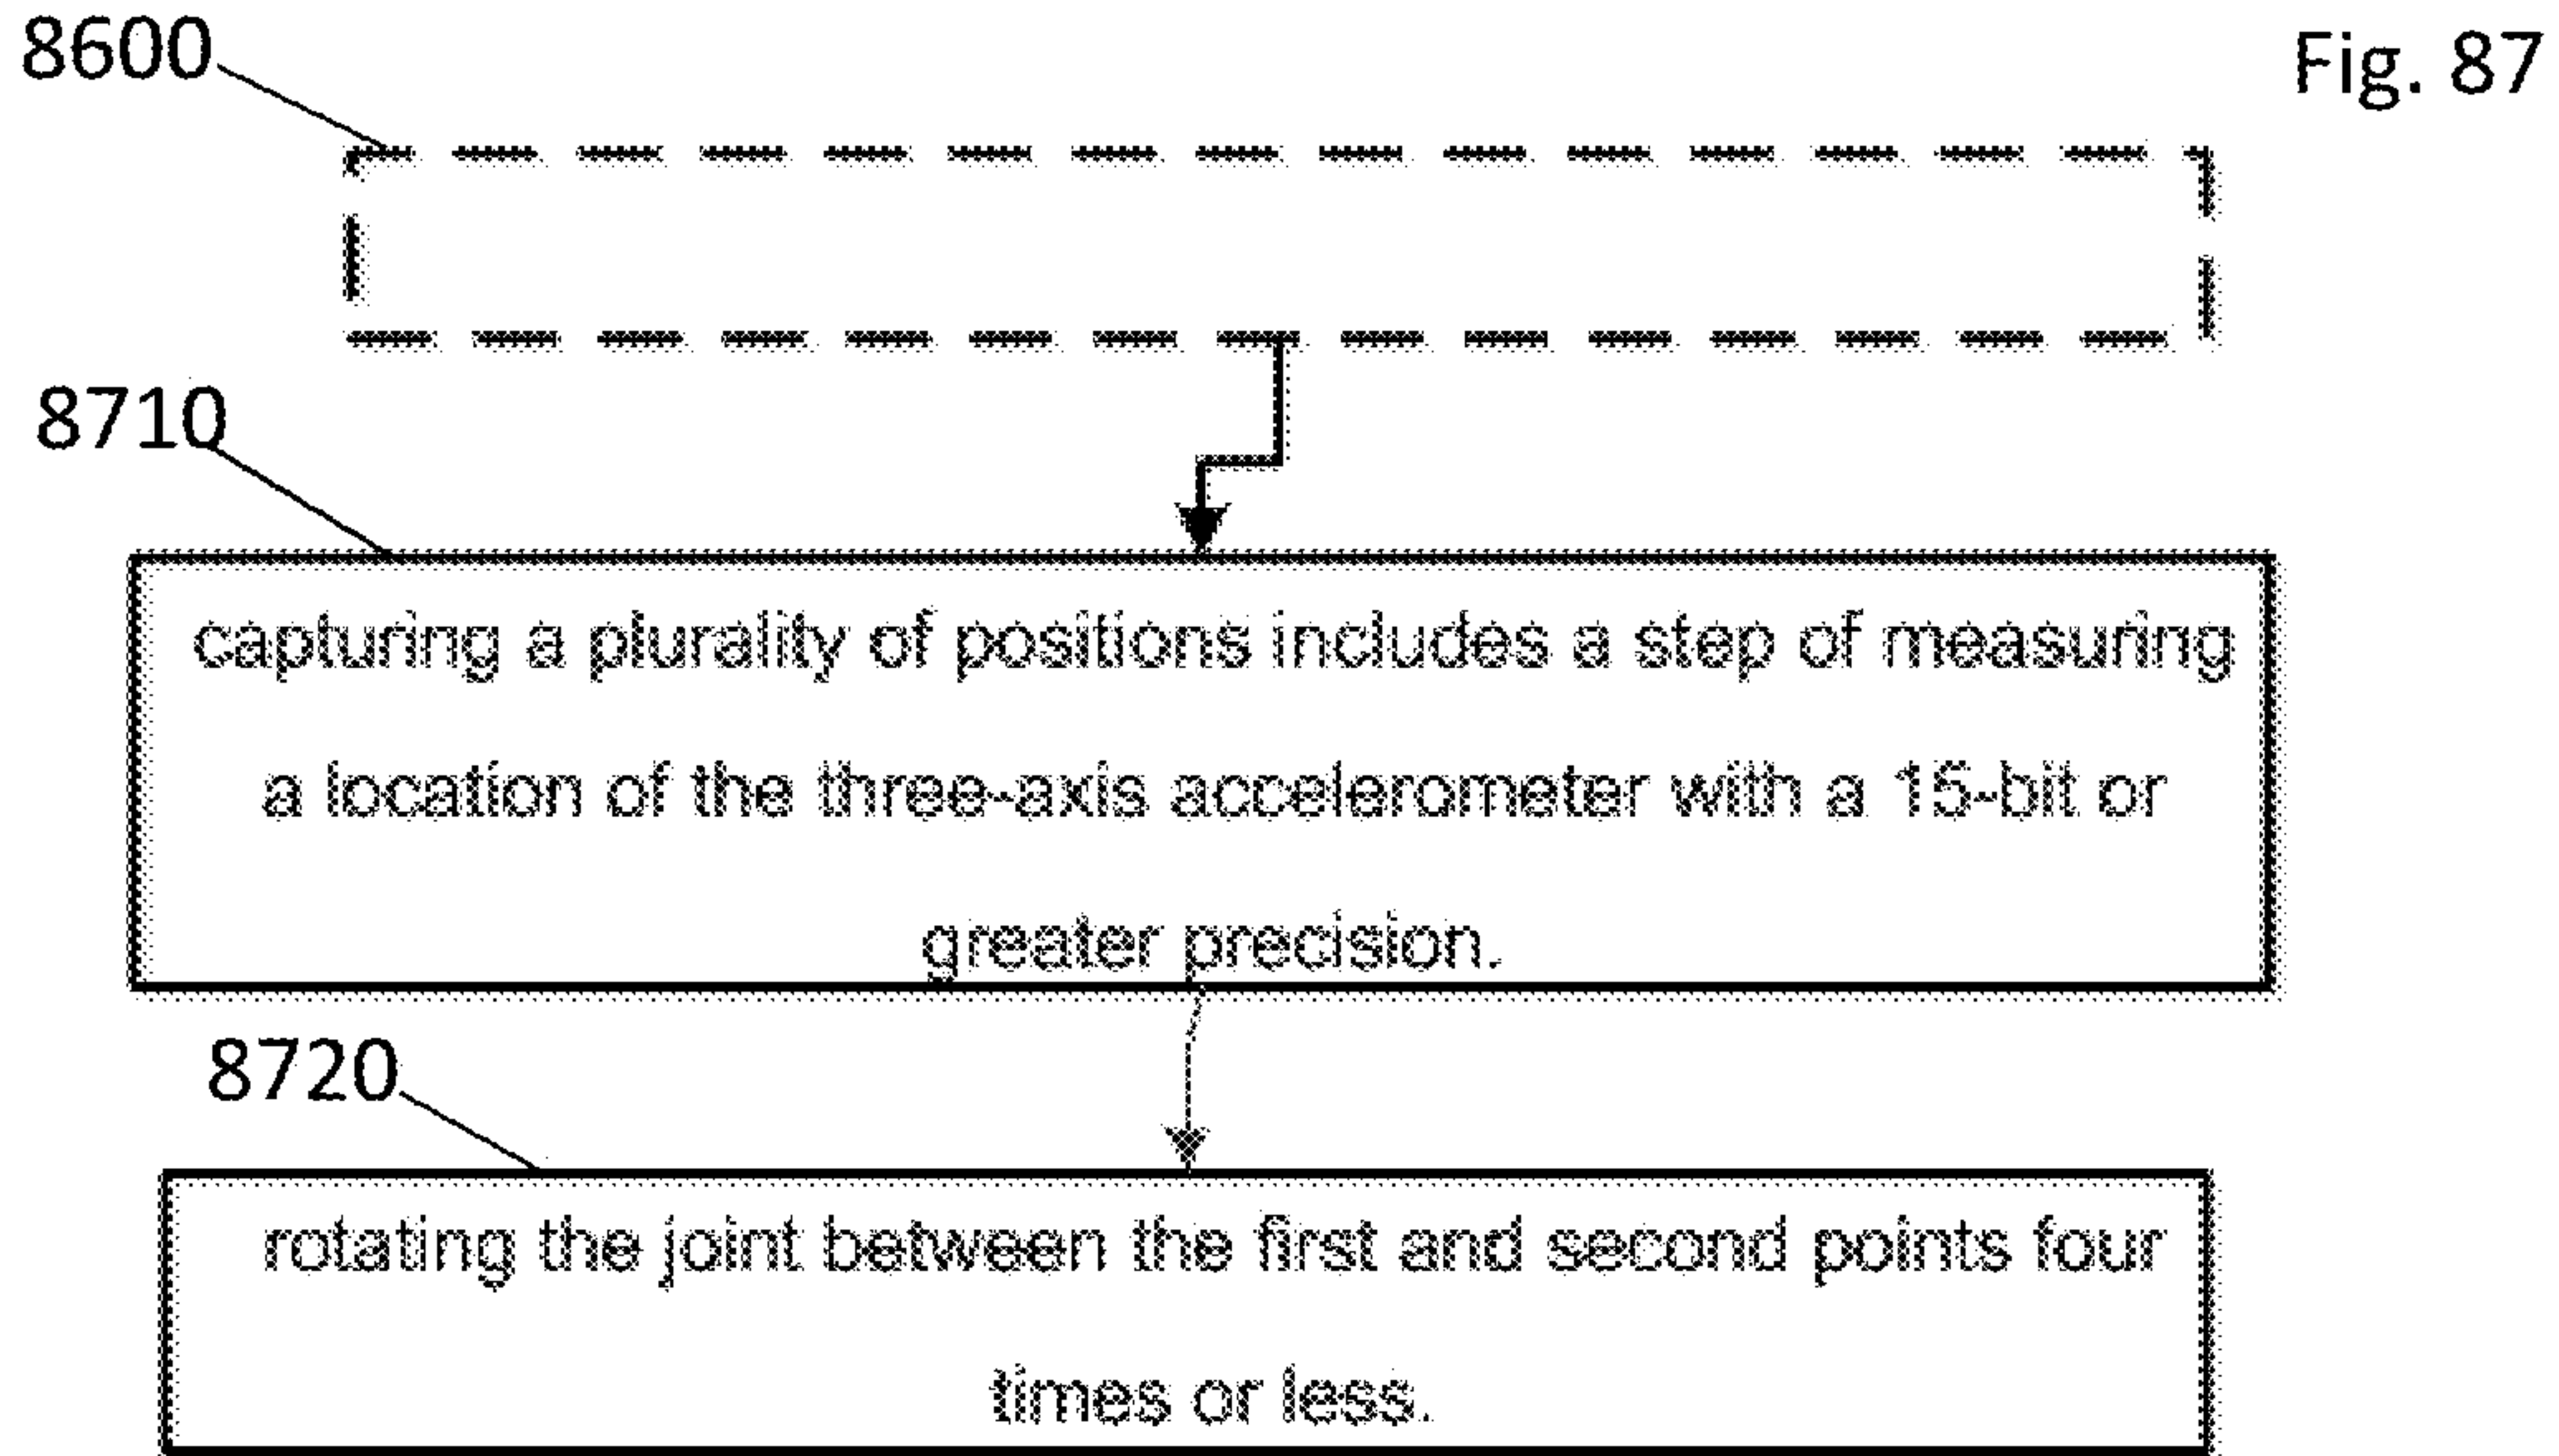 8600
Fig. 87
8710
capturing a plurality of positions includes a step of measuring
a location of the three-axis accelerometer with a 15-bit or
greater precision.
8720
rotating the joint between the first and second points four
times or less.